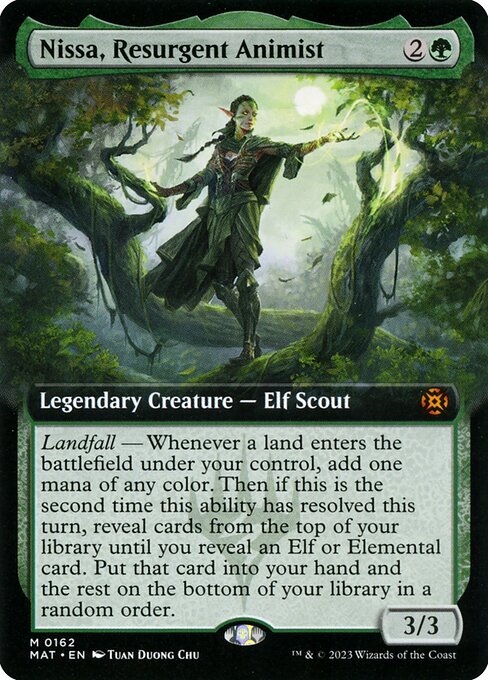 Nissa, Resurgent Animist 2
Legendary Creature — Elf Scout
Landfall — Whenever a land enters the
battlefield under your control, add one
mana of any color. Then if this is the
second time this ability has resolved this
turn, reveal cards from the top of your
library until you reveal an Elf or Elemental
card. Put that card into your hand and
the rest on the bottom of your library in a
random order.
3/3
M 0162
MAT • EN Tuan Duong Chu
™ & © 2023 Wizards of the Coast